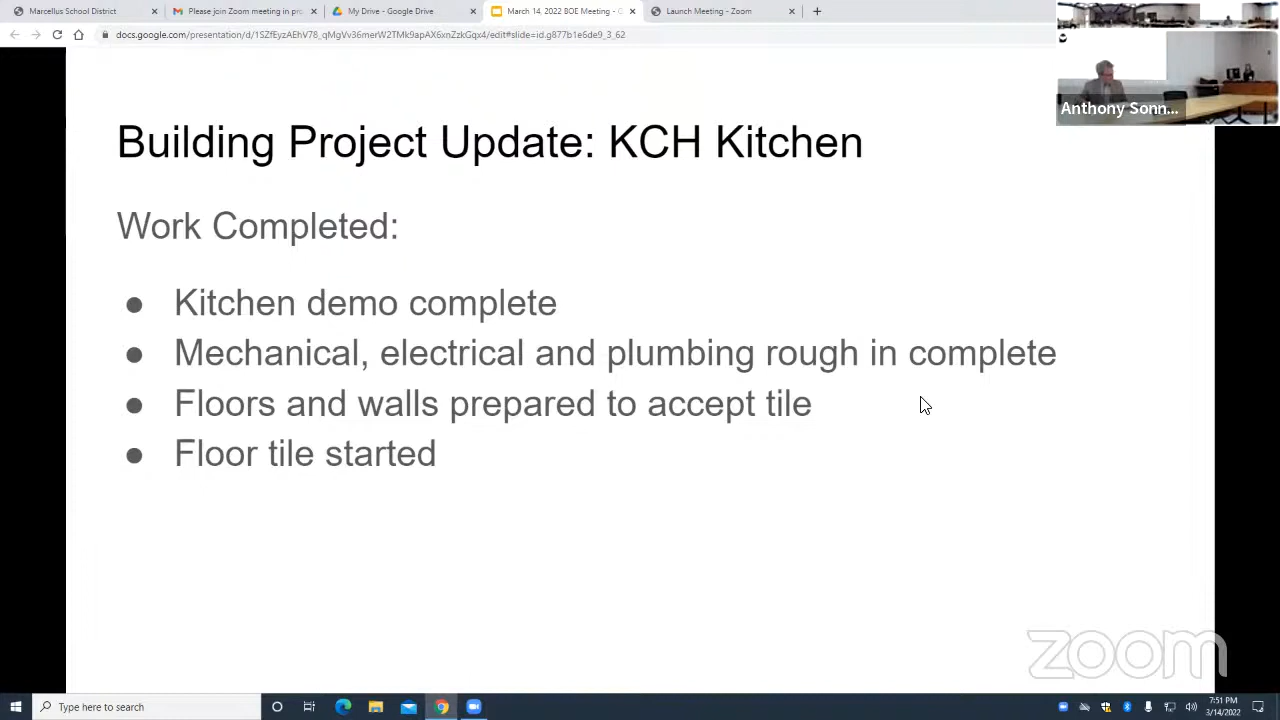 Marcellus School District
Please join Zoom meeting in pro
My Drive - Google Drive
March 14, 2022 BOE Meeting - G
Launch Meeting - Zoom
Anthony Sonn...
Building Project Update: KCH Kitchen
Work Completed:
● Kitchen demo complete
● Mechanical, electrical and plumbing rough in complete
● Floors and walls prepared to accept tile
● Floor tile started
zoom
Type here to search
7:51 PM
3/14/2022